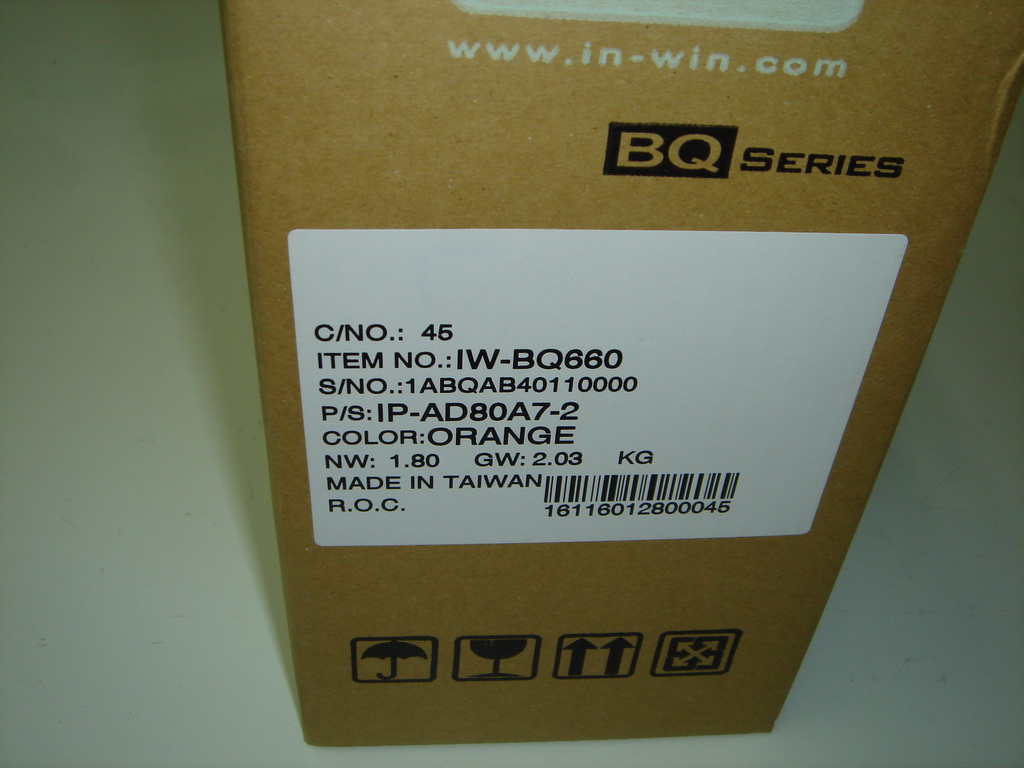 www.in-win.com
BQ SERIES
C/NO.: 45
ITEM NO.:IW-BQ660
S/NO.:1ABQAB40110000
P/S:IP-AD80A7-2
COLOR:ORANGE
NW: 1.80 GW: 2.03 KG
MADE IN TAIWAN
R.O.C.
16116012800045